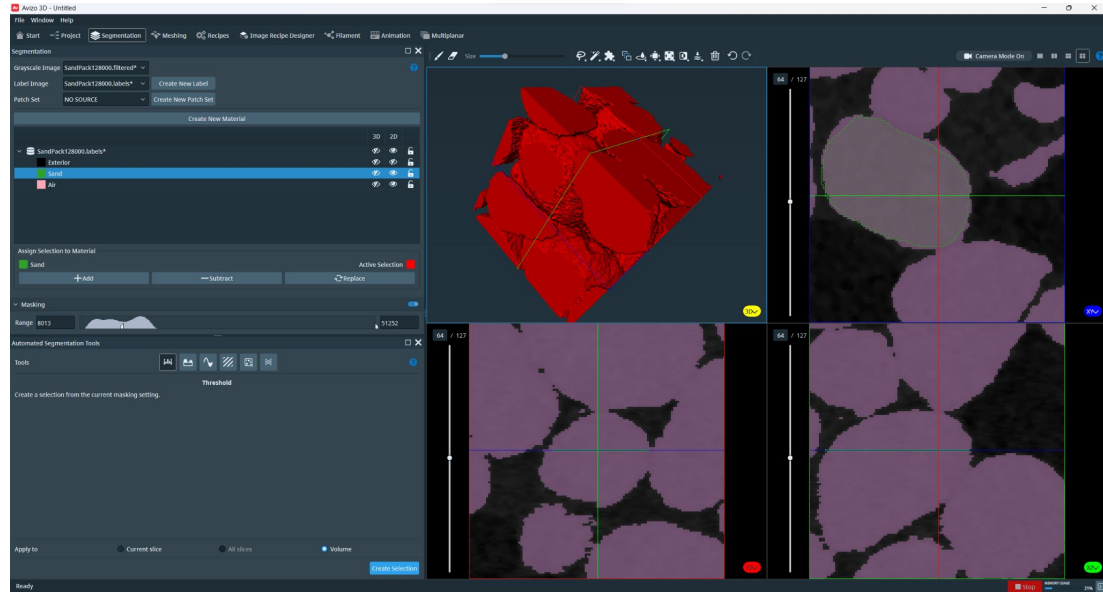 Avizo 3D - Untitled
File Window Help
Start Project Segmentation Meshing Recipes Image Recipe Designer Filament Animation Multiplanar
Segmentation
Grayscale Image SandPack128000.filtered*
Label Image SandPack128000.labels* Create New Label
Patch Set NO SOURCE Create New Patch Set
Create New Material
3D 2D
SandPack128000.labels*
Exterior
Sand
Air
Assign Selection to Material
Sand Active Selection
Add Subtract Replace
Masking
Range 8013 51252
Automated Segmentation Tools
Tools
Threshold
Create a selection from the current masking setting.
Apply to Current slice All slices Volume
Create Selection
Ready
Size
Camera Mode On
64 / 127
3D
XY
64 / 127
64 / 127
Stop MEMORY USAGE